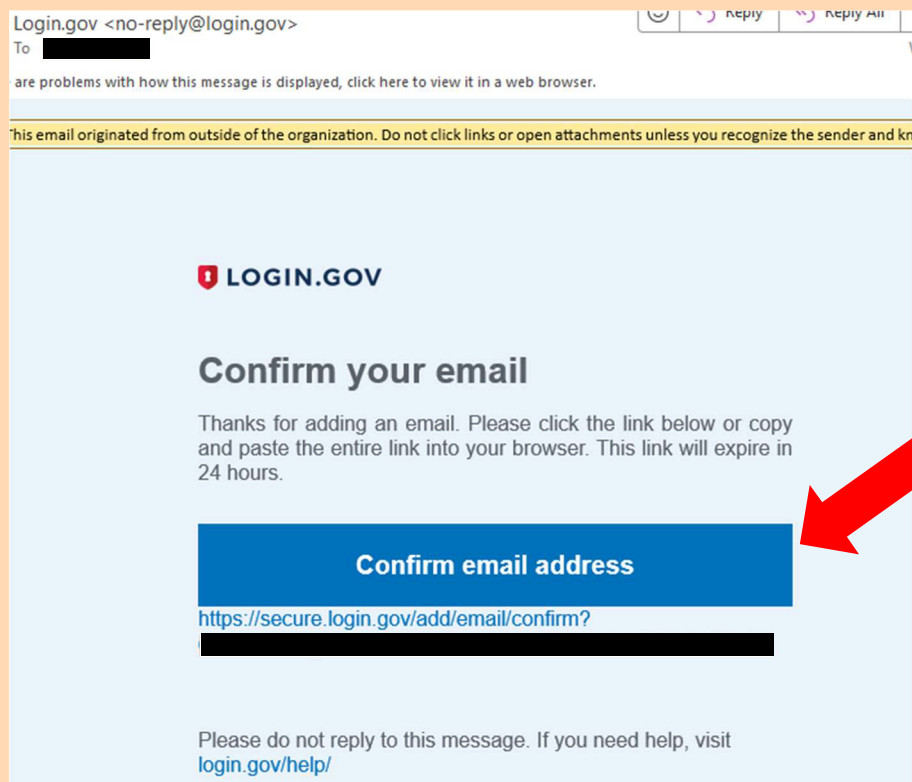 Login.gov <no-reply@login.gov>
Reply
Reply All
To
are problems with how this message is displayed, click here to view it in a web browser.
This email originated from outside of the organization. Do not click links or open attachments unless you recognize the sender and kn
LOGIN.GOV
Confirm your email
Thanks for adding an email. Please click the link below or copy
and paste the entire link into your browser. This link will expire in
24 hours.
Confirm email address
https://secure.login.gov/add/email/confirm?
Please do not reply to this message. If you need help, visit
login.gov/help/